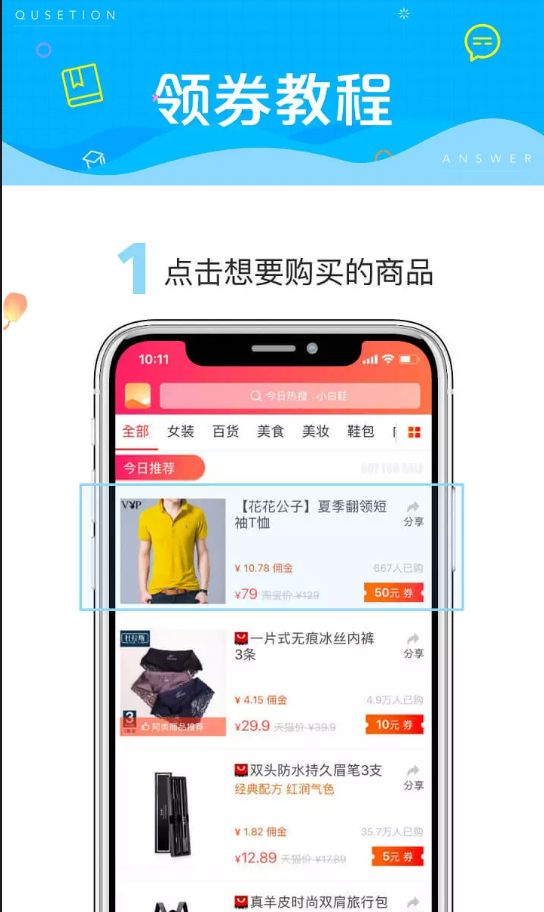 QUSETION
领券教程
ANSWER
1 点击想要购买的商品
10:11
今日热搜：小白鞋
全部 女装 百货 美食 美妆 鞋包
今日推荐
HOT FOR SALE
V¥P
【花花公子】夏季翻领短
袖T恤
分享
¥ 10.78 佣金 667人已购
¥79 淘宝价 ¥129 50元 券
一片式无痕冰丝内裤
3条
分享
3
¥ 4.15 佣金 4.9万人已购
¥29.9 天猫价 ¥39.9 10元 券
双头防水持久眉笔3支
经典配方 红润气色
分享
¥ 1.82 佣金 35.7万人已购
¥12.89 天猫价 ¥17.89 5元 券
真羊皮时尚双肩旅行包